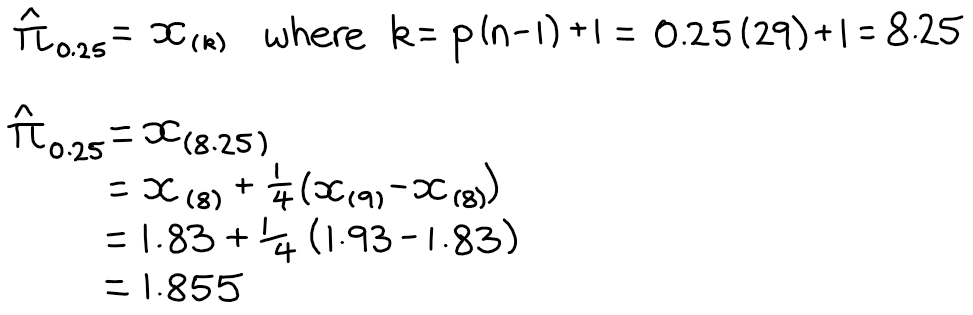 π̂₀.₂₅ = x₍ₖ₎ where k = p(n-1)+1 = 0.25(29)+1 = 8.25
π̂₀.₂₅ = x₍₈.₂₅₎
= x₍₈₎ + 1/4 (x₍₉₎ - x₍₈₎)
= 1.83 + 1/4 (1.93 - 1.83)
= 1.855